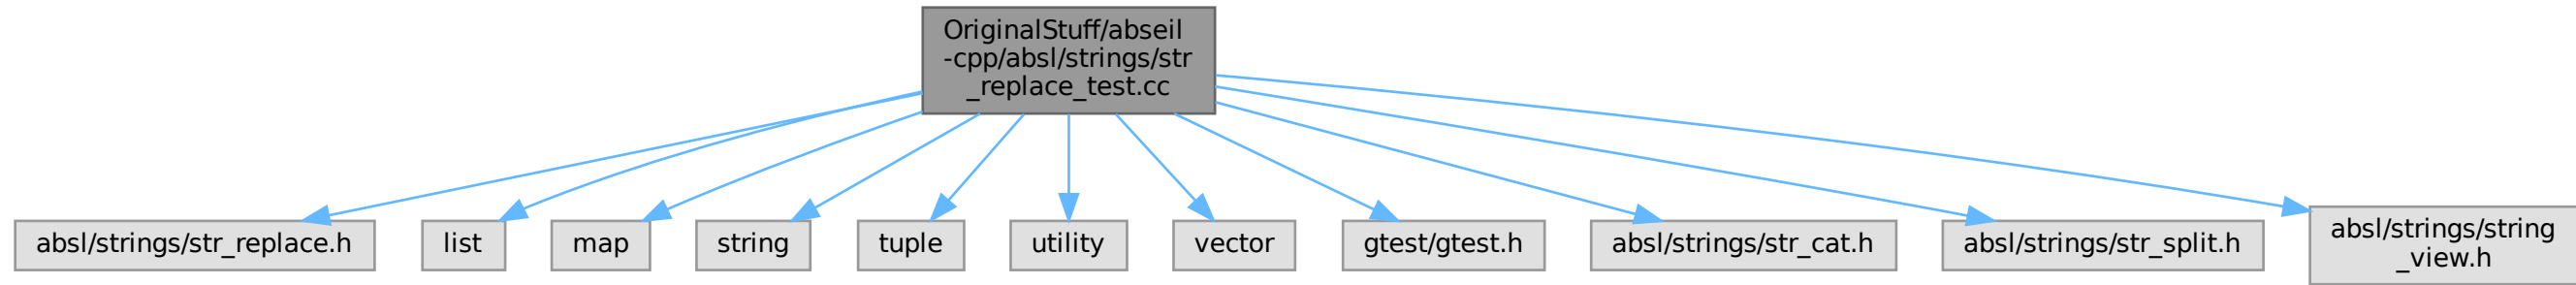 OriginalStuff/abseil
-cpp/absl/strings/str
_replace_test.cc
absl/strings/str_replace.h
list
map
string
tuple
utility
vector
gtest/gtest.h
absl/strings/str_cat.h
absl/strings/str_split.h
absl/strings/string
_view.h